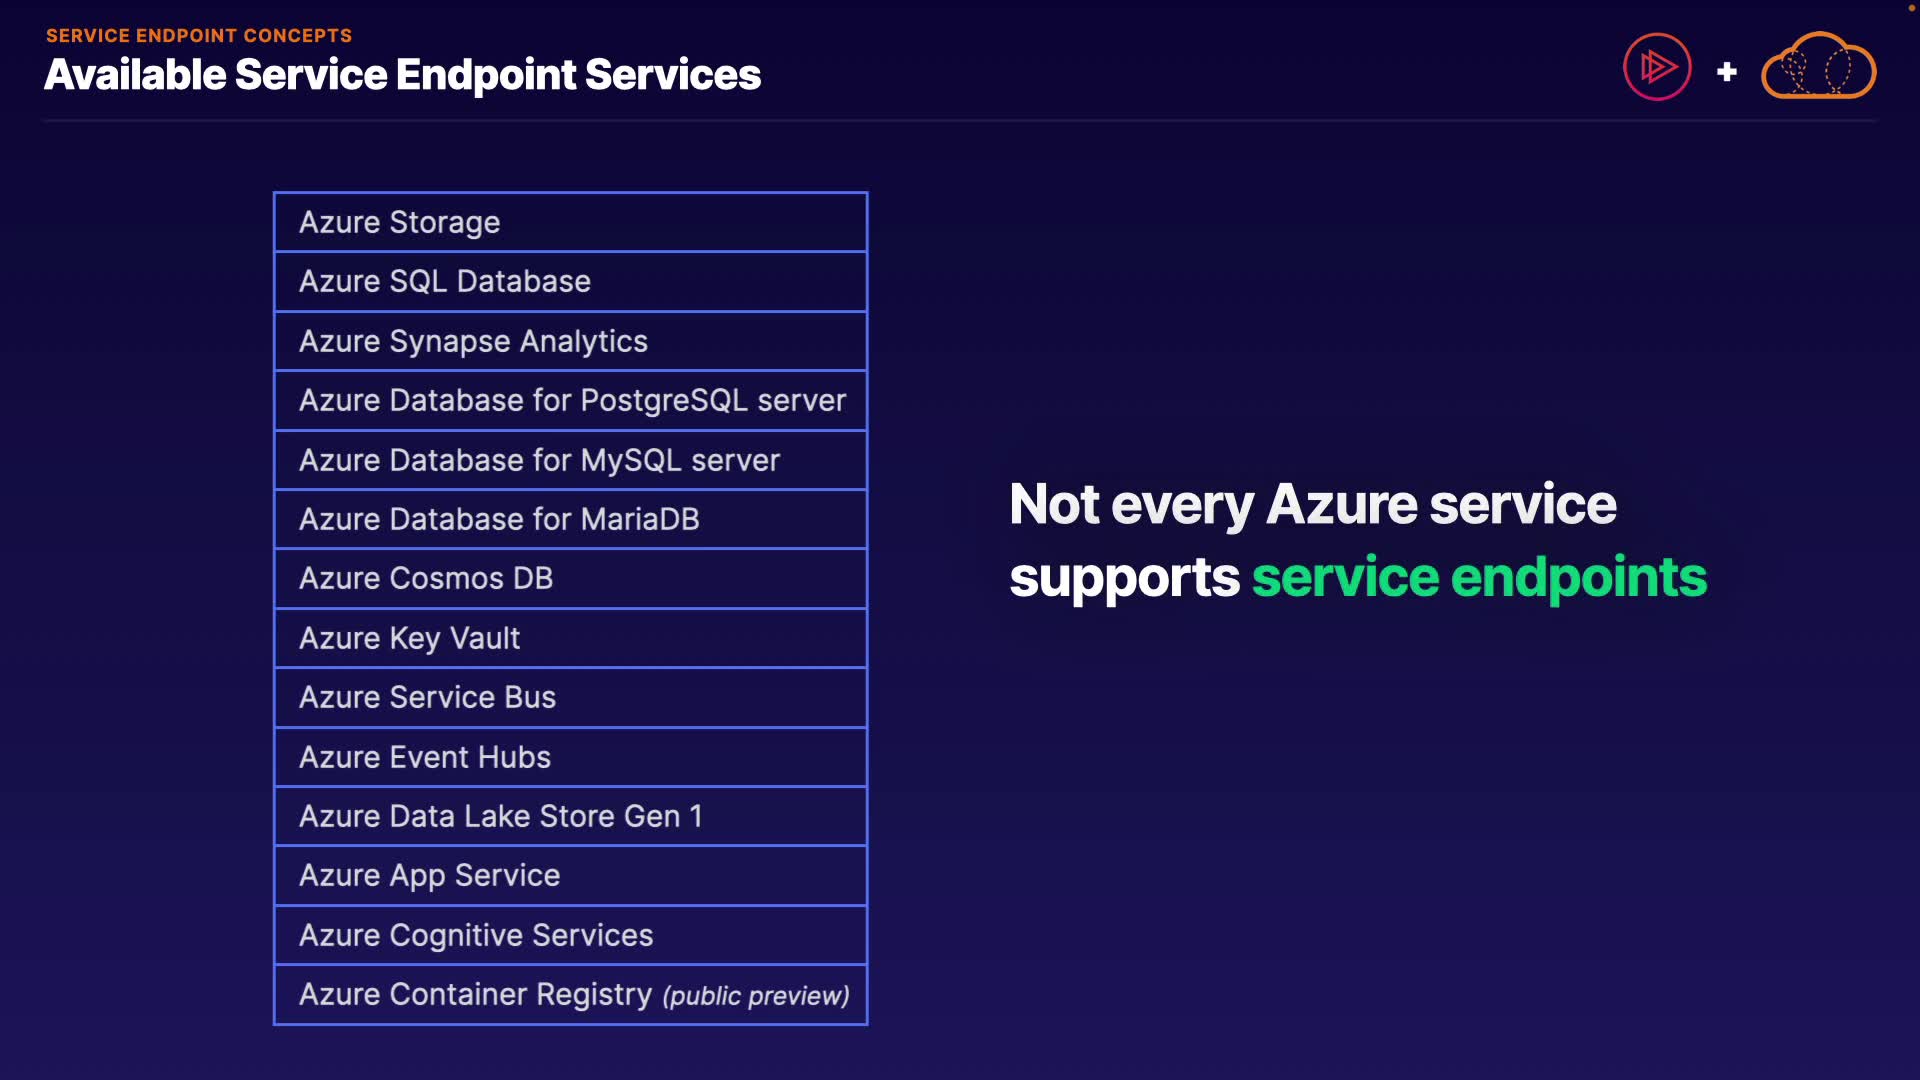 SERVICE ENDPOINT CONCEPTS
Available Service Endpoint Services
Azure Storage
Azure SQL Database
Azure Synapse Analytics
Azure Database for PostgreSQL server
Azure Database for MySQL server
Azure Database for MariaDB
Azure Cosmos DB
Azure Key Vault
Azure Service Bus
Azure Event Hubs
Azure Data Lake Store Gen 1
Azure App Service
Azure Cognitive Services
Azure Container Registry (public preview)
Not every Azure service
supports service endpoints